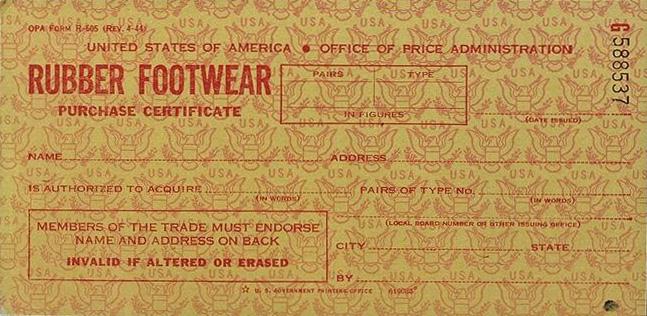 OPA FORM R-605 (REV. 4-44)
UNITED STATES OF AMERICA ● OFFICE OF PRICE ADMINISTRATION
G588537
RUBBER FOOTWEAR
PURCHASE CERTIFICATE
PAIRS TYPE
IN FIGURES
(DATE ISSUED)
NAME ADDRESS
IS AUTHORIZED TO ACQUIRE PAIRS OF TYPE No.
(IN WORDS) (IN WORDS)
(LOCAL BOARD NUMBER OR OTHER ISSUING OFFICE)
MEMBERS OF THE TRADE MUST ENDORSE
NAME AND ADDRESS ON BACK
INVALID IF ALTERED OR ERASED
CITY STATE
BY
☆ U. S. GOVERNMENT PRINTING OFFICE